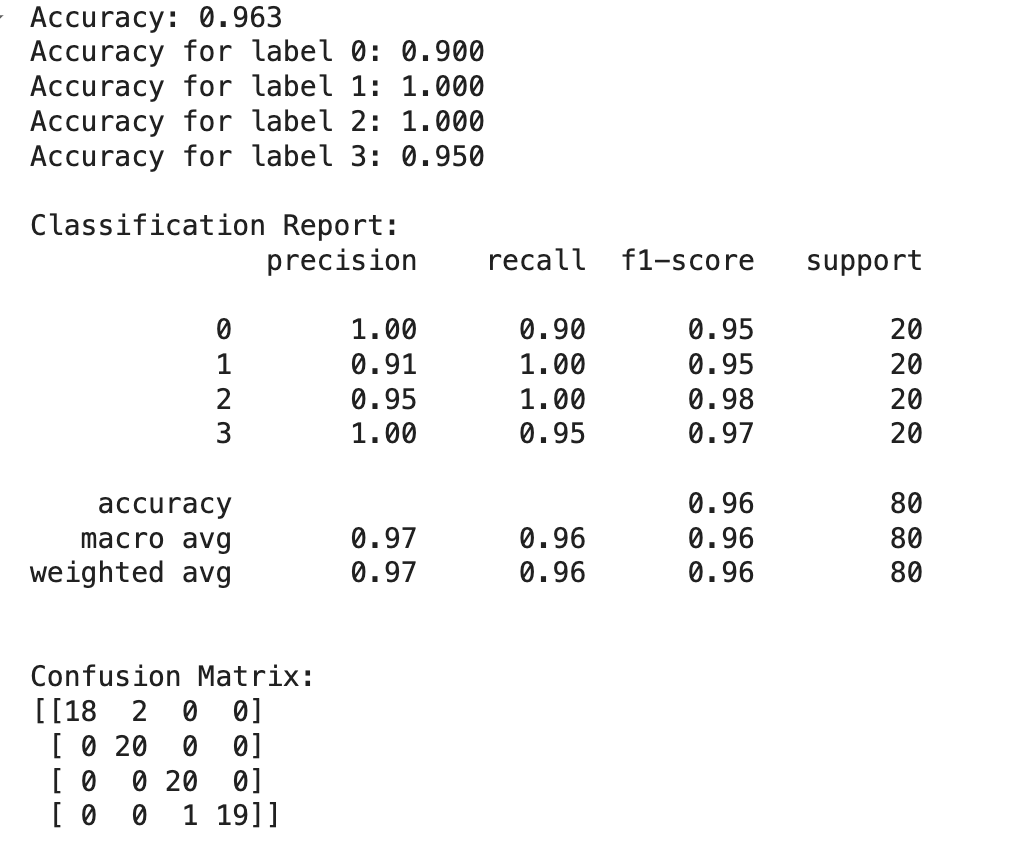 Accuracy: 0.963
Accuracy for label 0: 0.900
Accuracy for label 1: 1.000
Accuracy for label 2: 1.000
Accuracy for label 3: 0.950
Classification Report:
precision recall f1-score support
0 1.00 0.90 0.95 20
1 0.91 1.00 0.95 20
2 0.95 1.00 0.98 20
3 1.00 0.95 0.97 20
accuracy 0.96 80
macro avg 0.97 0.96 0.96 80
weighted avg 0.97 0.96 0.96 80
Confusion Matrix:
[[18 2 0 0]
[ 0 20 0 0]
[ 0 0 20 0]
[ 0 0 1 19]]